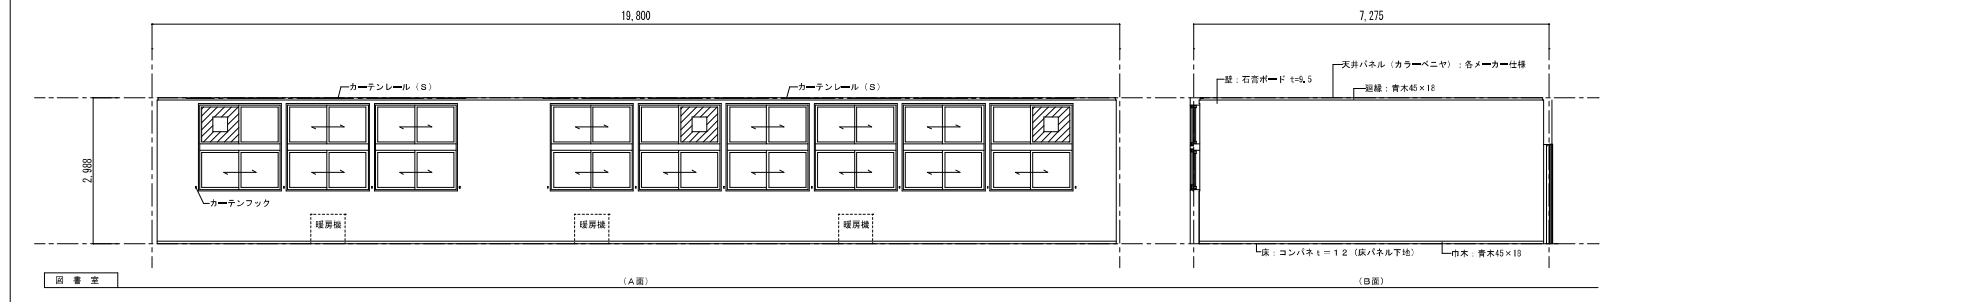 19,800
7,275
天井パネル（カラーベニヤ）：各メーカー仕様
壁：石膏ボード t=9.5
カーテンレール（S）
カーテンレール（S）
廻縁：青木45×18
2,988
カーテンフック
暖房機
暖房機
暖房機
床：コンパネｔ＝１２（床パネル下地）
巾木：青木45×18
図 書 室
（A面）
（B面）